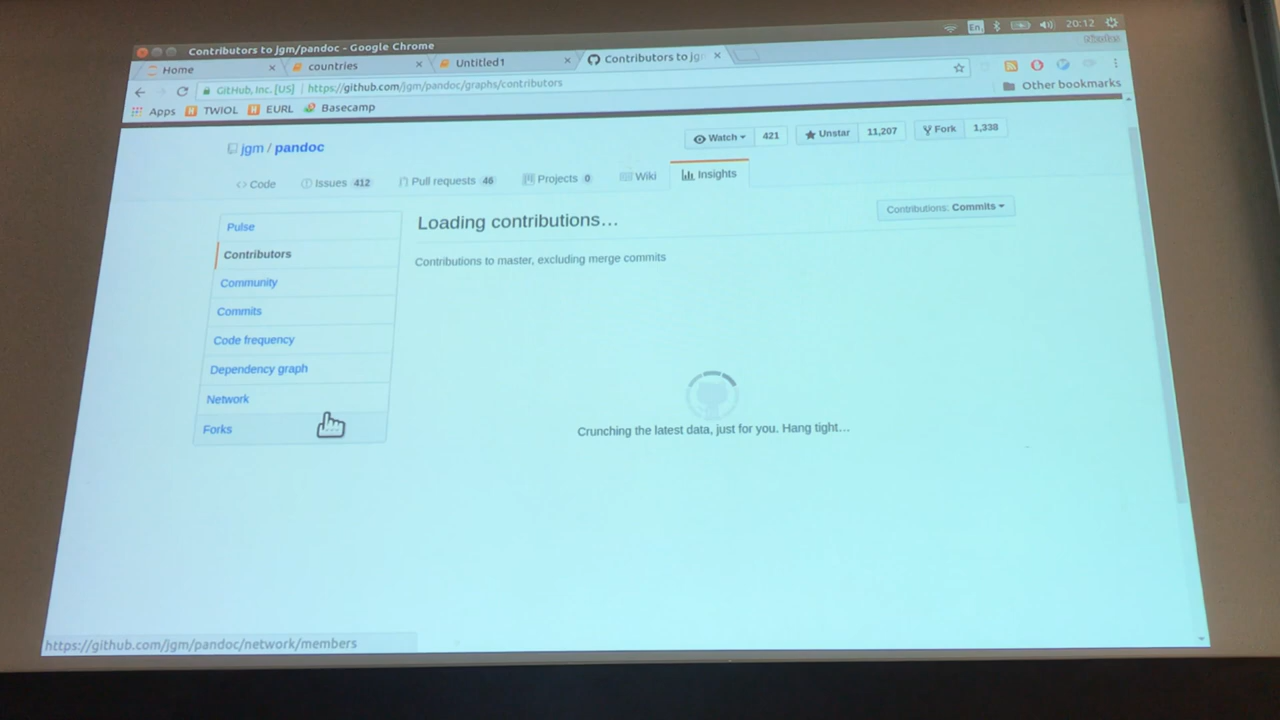 Contributors to jgm/pandoc - Google Chrome
En
20:12
Home
countries
Untitled1
Contributors to jg
Nicolas
GitHub, Inc. [US] | https://github.com/jgm/pandoc/graphs/contributors
Apps TWIOL EURL Basecamp
Other bookmarks
jgm / pandoc
Watch 421 Unstar 11,207 Fork 1,338
Code Issues 412 Pull requests 46 Projects 0 Wiki Insights
Pulse
Contributors
Community
Commits
Code frequency
Dependency graph
Network
Forks
Loading contributions…
Contributions: Commits
Contributions to master, excluding merge commits
Crunching the latest data, just for you. Hang tight…
https://github.com/jgm/pandoc/network/members